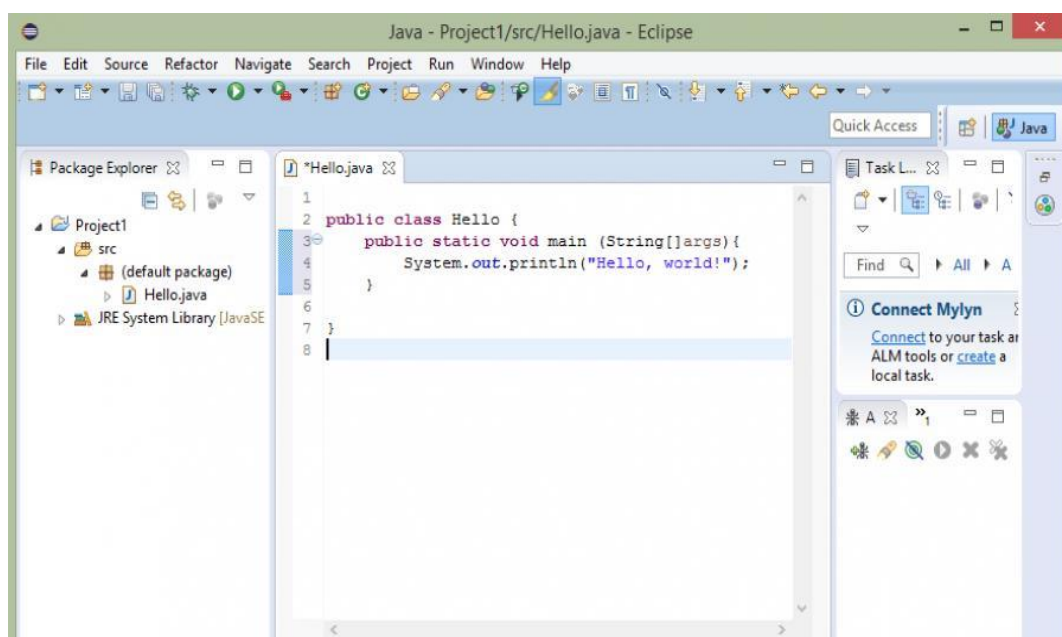 Java - Project1/src/Hello.java - Eclipse
File Edit Source Refactor Navigate Search Project Run Window Help
Quick Access
Java
Package Explorer
Project1
src
(default package)
Hello.java
JRE System Library [JavaSE
*Hello.java
1
2 public class Hello {
3 public static void main (String[]args){
4 System.out.println("Hello, world!");
5 }
6
7 }
8
Task L...
Find All A
Connect Mylyn
Connect to your task ar
ALM tools or create a
local task.
A »1